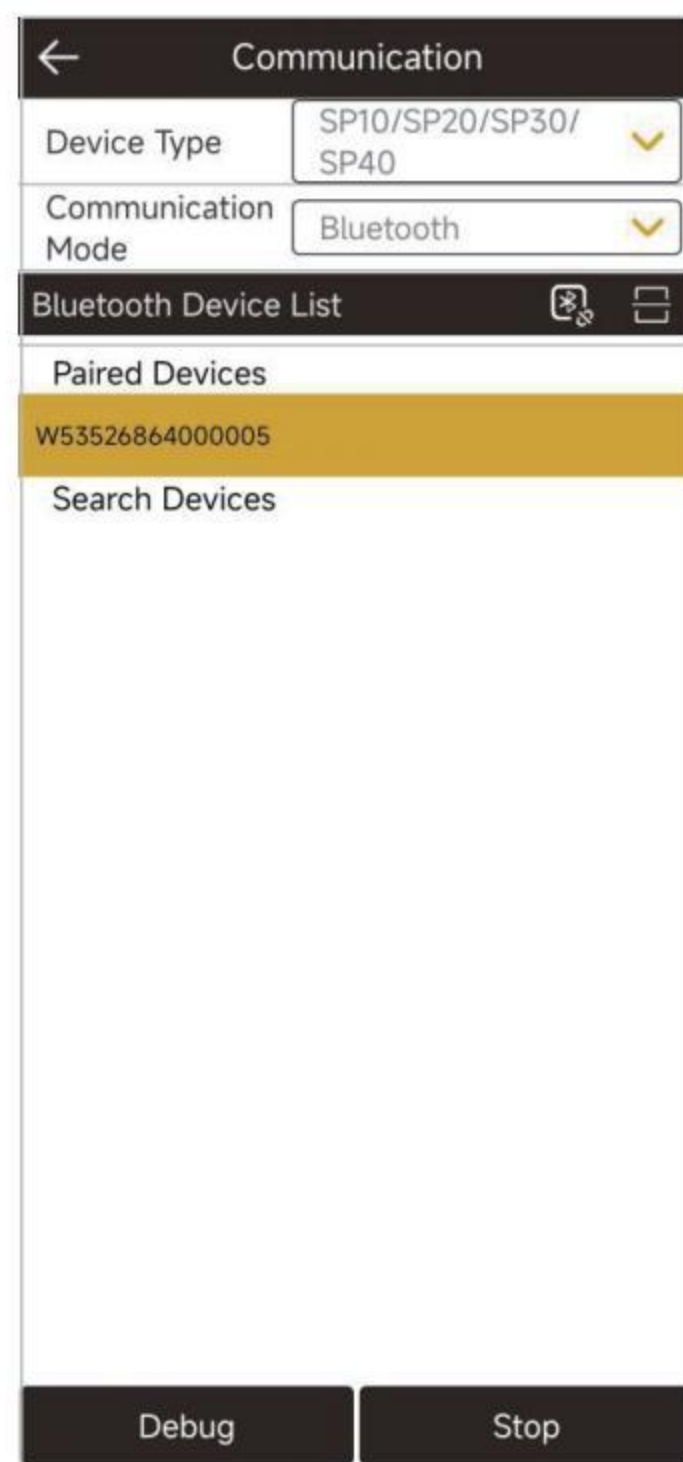 Communication
Device Type
SP10/SP20/SP30/
SP40
Communication
Mode
Bluetooth
Bluetooth Device List
Paired Devices
W53526864000005
Search Devices
Debug
Stop